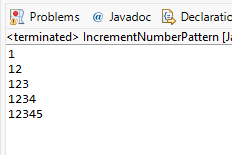 Problems @ Javadoc Declaratio
<terminated> IncrementNumberPattern [Ja
1
12
123
1234
12345